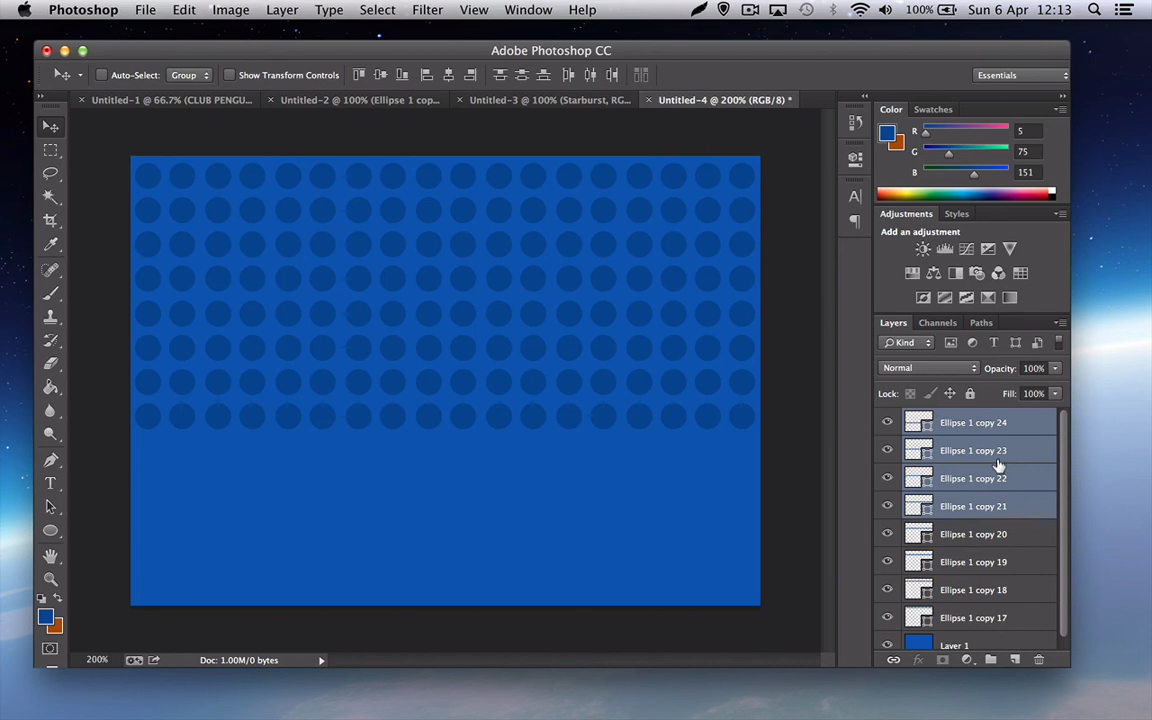 Photoshop File Edit Image Layer Type Select Filter View Window Help 100% Sun 6 Apr 12:13
Adobe Photoshop CC
Auto-Select: Group Show Transform Controls Essentials
Untitled-1 @ 66.7% (CLUB PENGU... Untitled-2 @ 100% (Ellipse 1 cop... Untitled-3 @ 100% (Starburst, RG... Untitled-4 @ 200% (RGB/8) *
Color Swatches
R 5
G 75
B 151
Adjustments Styles
Add an adjustment
Layers Channels Paths
Kind
Normal Opacity: 100%
Lock: Fill: 100%
Ellipse 1 copy 24
Ellipse 1 copy 23
Ellipse 1 copy 22
Ellipse 1 copy 21
Ellipse 1 copy 20
Ellipse 1 copy 19
Ellipse 1 copy 18
Ellipse 1 copy 17
Layer 1
200% Doc: 1.00M/0 bytes